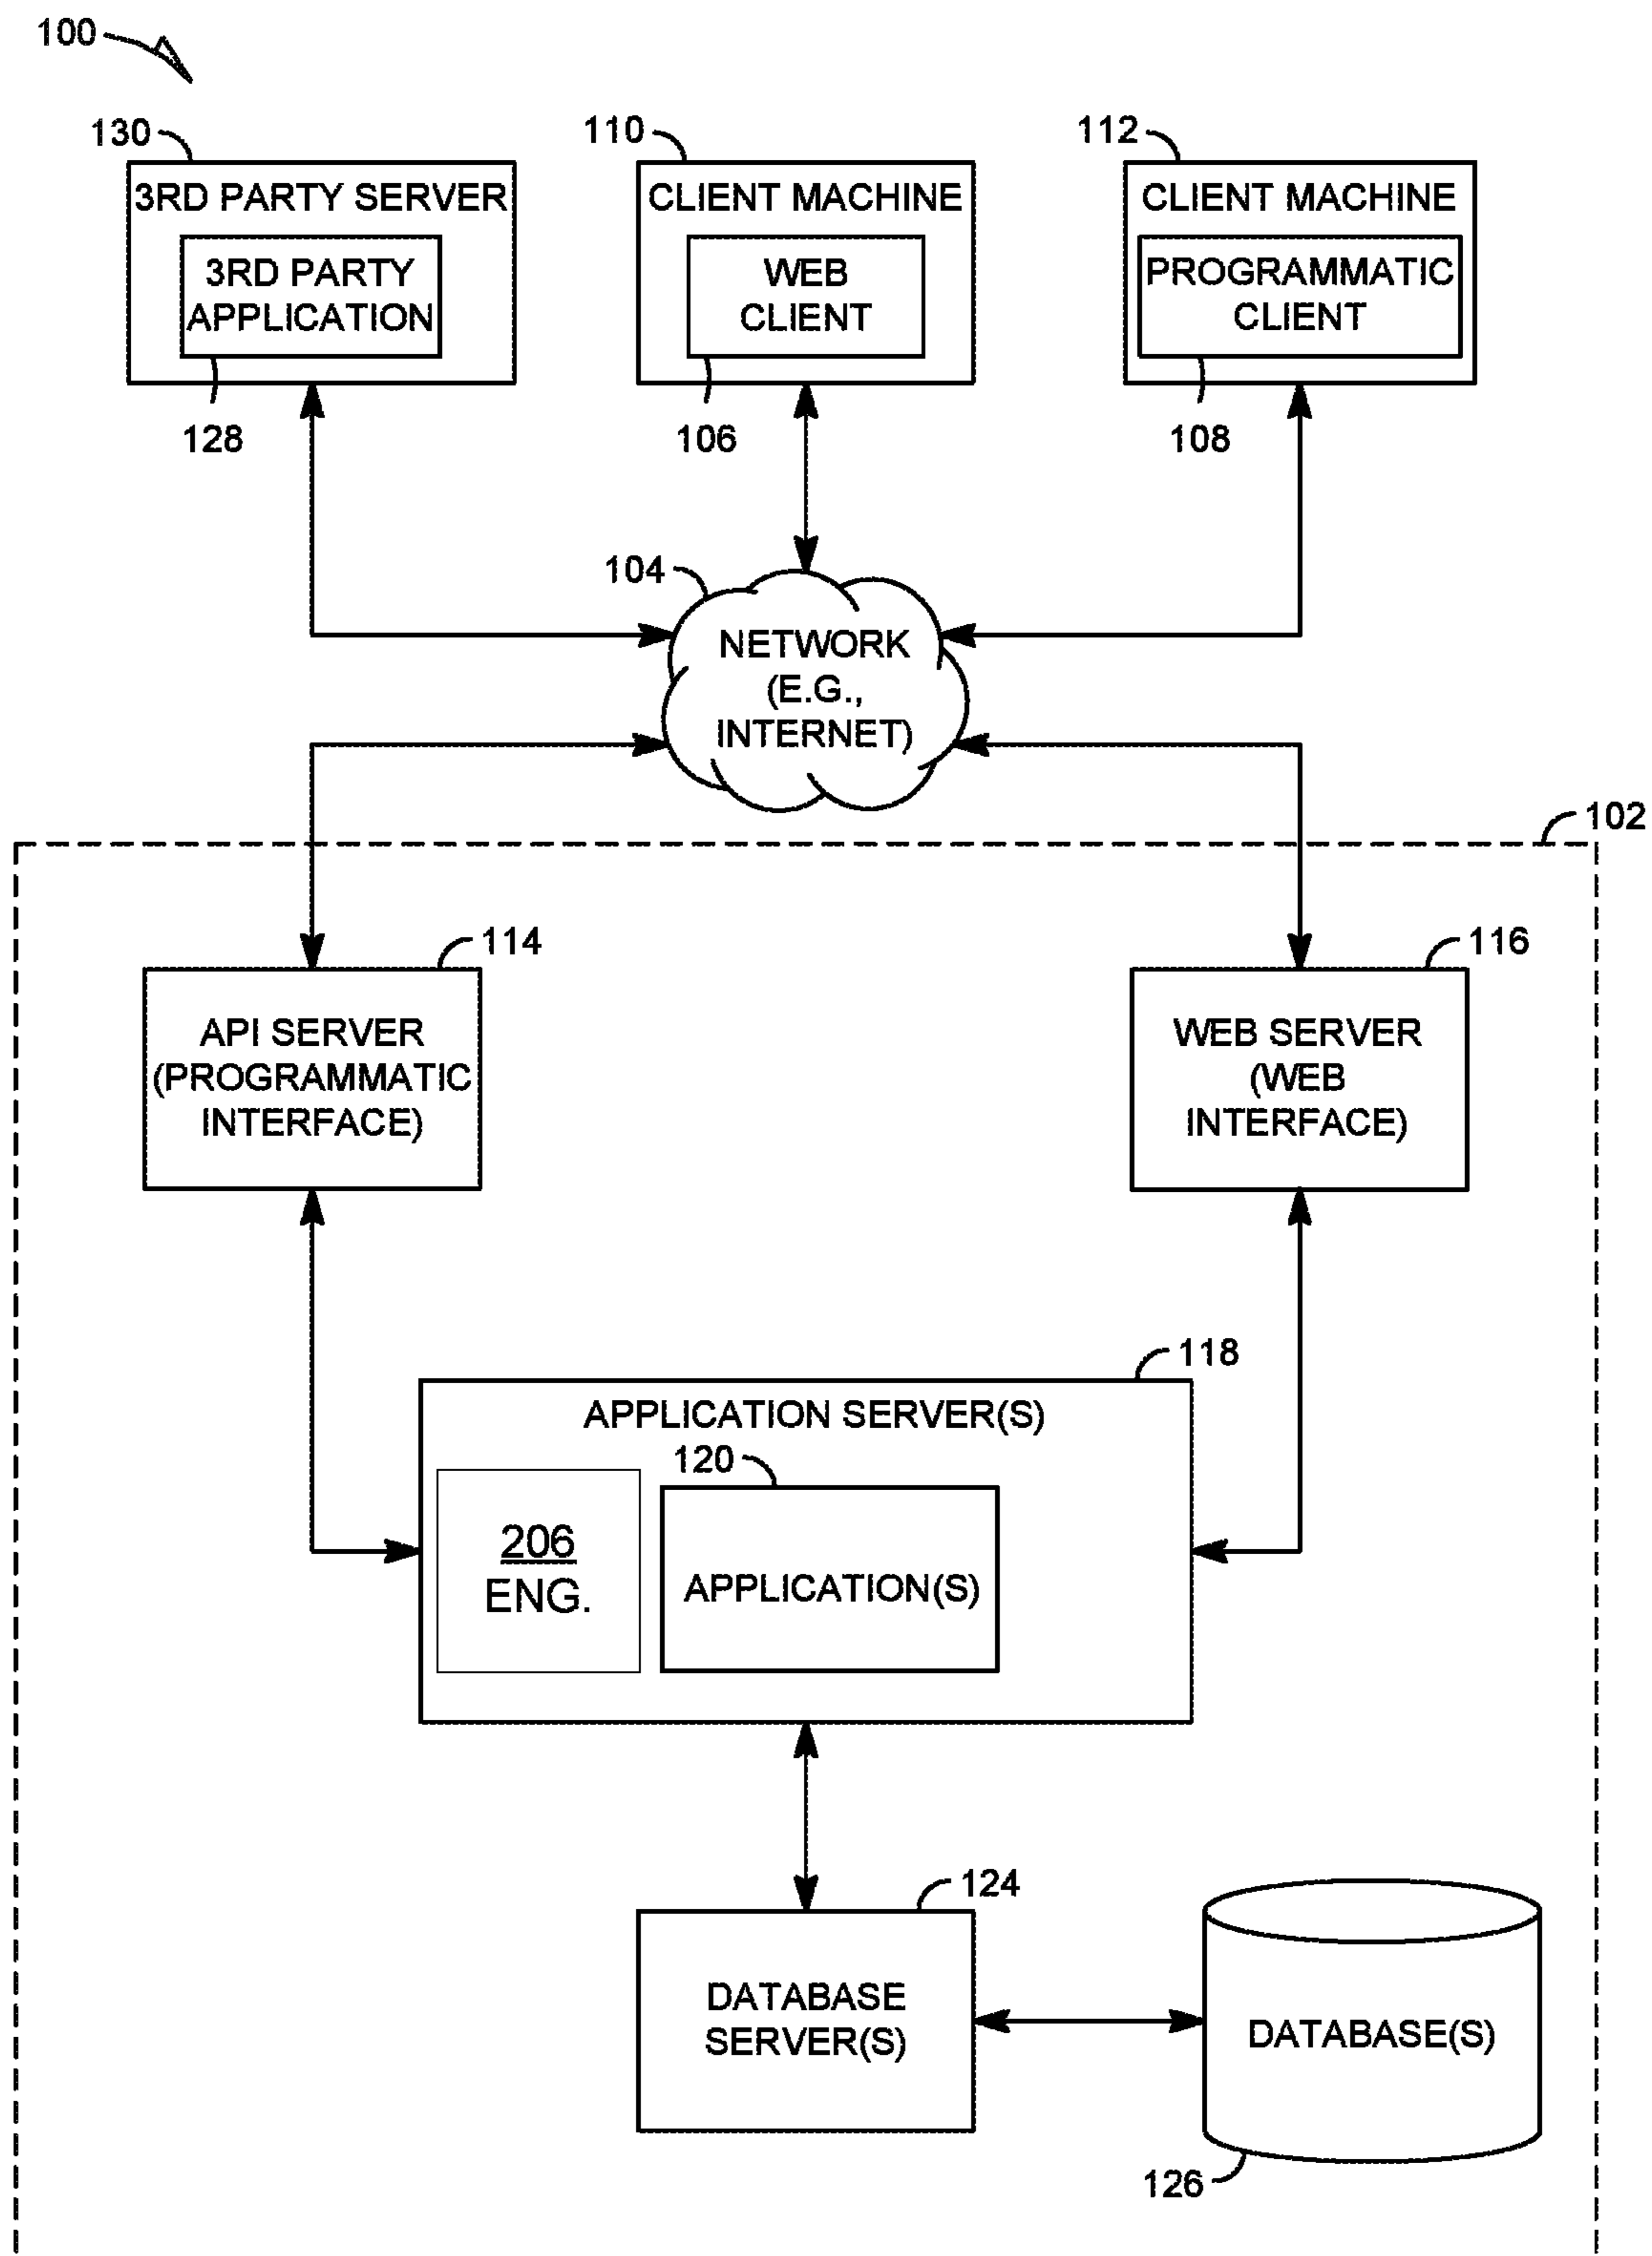 100
130
110
112
3RD PARTY SERVER
CLIENT MACHINE
CLIENT MACHINE
3RD PARTY
APPLICATION
WEB
CLIENT
PROGRAMMATIC
CLIENT
128
106
108
104
NETWORK
(E.G.,
INTERNET)
102
114
116
API SERVER
(PROGRAMMATIC
INTERFACE)
WEB SERVER
(WEB
INTERFACE)
118
APPLICATION SERVER(S)
120
206
ENG.
APPLICATION(S)
124
DATABASE
SERVER(S)
DATABASE(S)
126